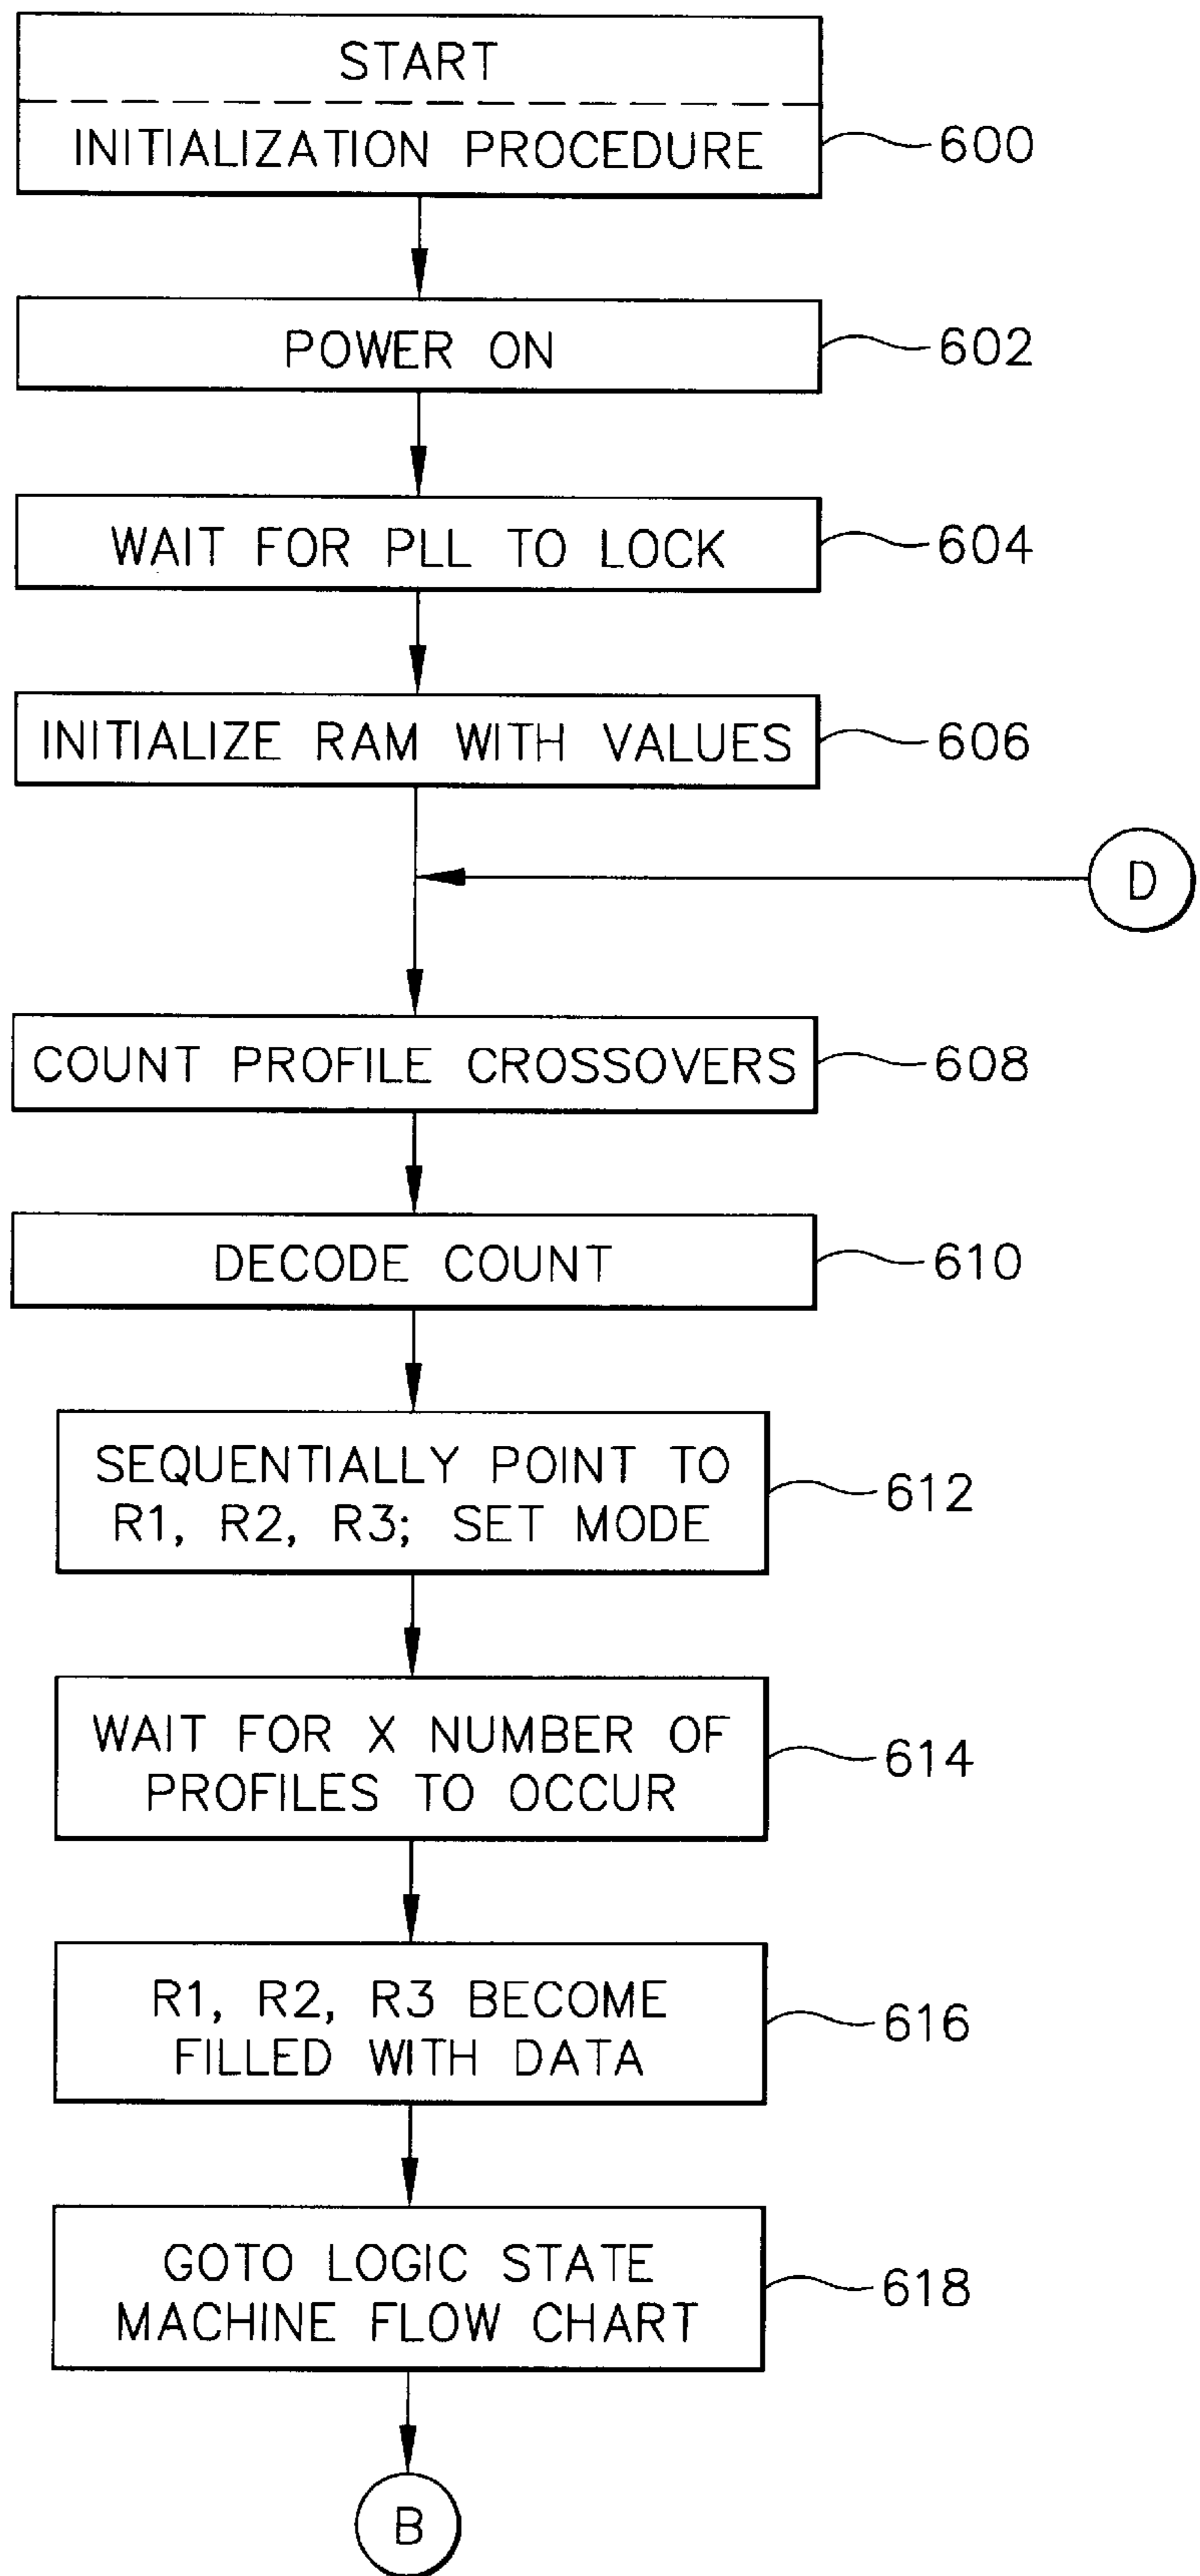 START
INITIALIZATION PROCEDURE
600
POWER ON
602
WAIT FOR PLL TO LOCK
604
INITIALIZE RAM WITH VALUES
606
D
COUNT PROFILE CROSSOVERS
608
DECODE COUNT
610
SEQUENTIALLY POINT TO
R1, R2, R3; SET MODE
612
WAIT FOR X NUMBER OF
PROFILES TO OCCUR
614
R1, R2, R3 BECOME
FILLED WITH DATA
616
GOTO LOGIC STATE
MACHINE FLOW CHART
618
B